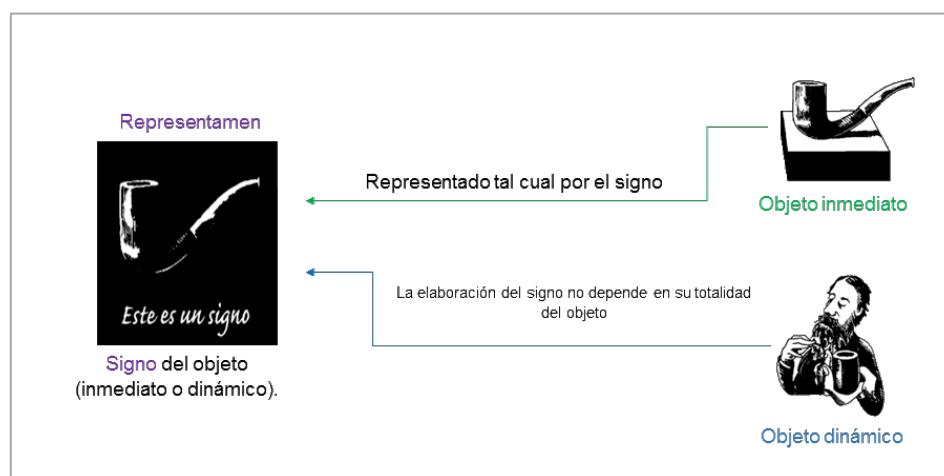 Representamen
Este es un signo
Signo del objeto
(inmediato o dinámico).
Representado tal cual por el signo
Objeto inmediato
La elaboración del signo no depende en su totalidad
del objeto
Objeto dinámico